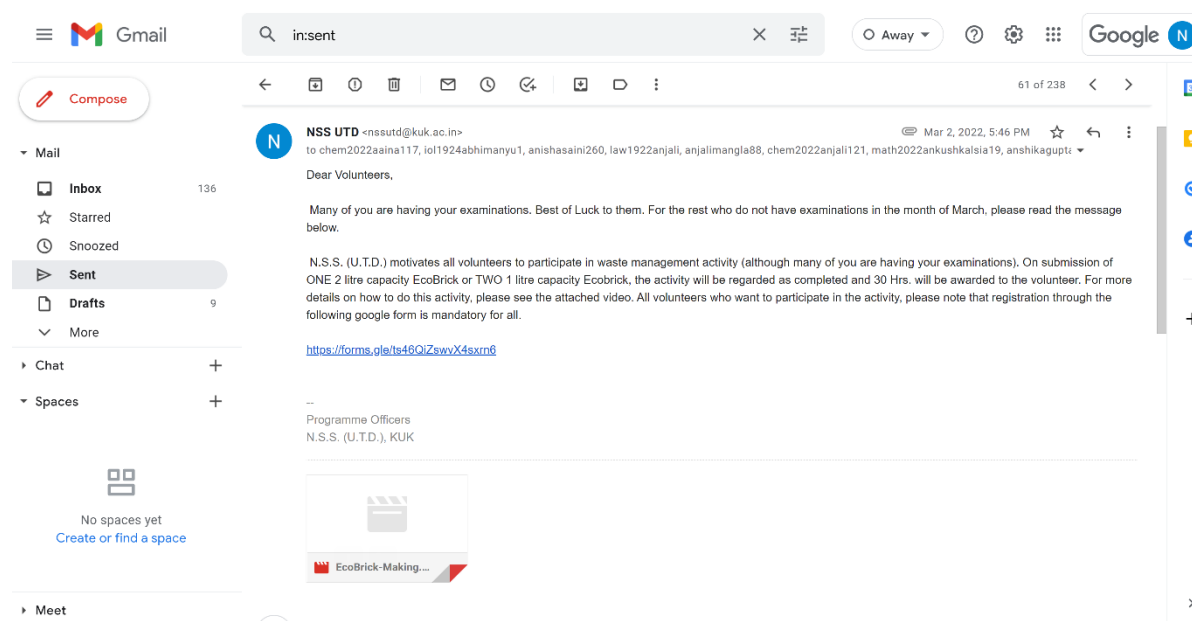 Gmail
in:sent
Away
Google
N
Compose
61 of 238
Mail
Inbox 136
Starred
Snoozed
Sent
Drafts 9
More
Chat
Spaces
No spaces yet
Create or find a space
Meet
N
NSS UTD <nssutd@kuk.ac.in>
Mar 2, 2022, 5:46 PM
to chem2022aaina117, iol1924abhimanyu1, anishasaini260, law1922anjali, anjalimangla88, chem2022anjali121, math2022ankushkalsia19, anshikagupta
Dear Volunteers,
Many of you are having your examinations. Best of Luck to them. For the rest who do not have examinations in the month of March, please read the message
below.
N.S.S. (U.T.D.) motivates all volunteers to participate in waste management activity (although many of you are having your examinations). On submission of
ONE 2 litre capacity EcoBrick or TWO 1 litre capacity Ecobrick, the activity will be regarded as completed and 30 Hrs. will be awarded to the volunteer. For more
details on how to do this activity, please see the attached video. All volunteers who want to participate in the activity, please note that registration through the
following google form is mandatory for all.
https://forms.gle/ts46QiZswvX4sxrn6
--
Programme Officers
N.S.S. (U.T.D.), KUK
EcoBrick-Making....